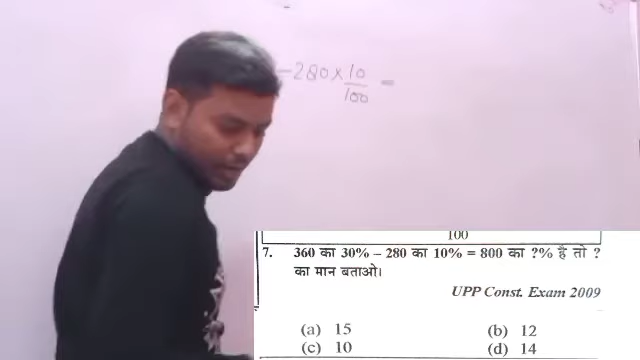 −280×10/100 =
100
7. 360 का 30% – 280 का 10% = 800 का ?% है तो ?
का मान बताओ।
UPP Const. Exam 2009
(a) 15 (b) 12
(c) 10 (d) 14